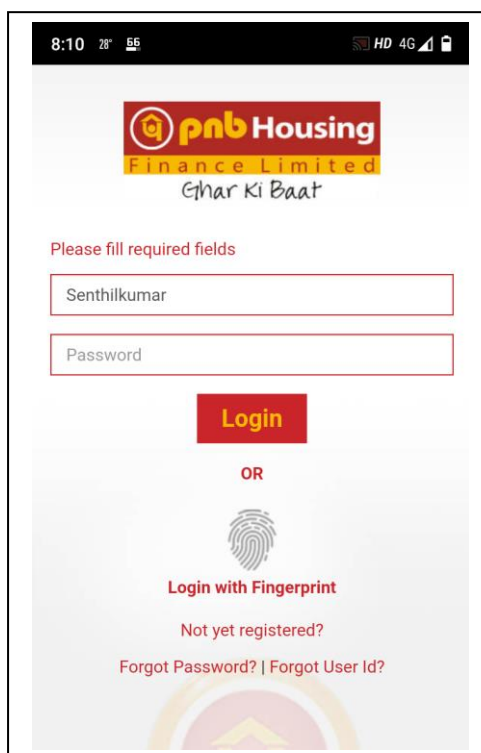 8:10 28° 56 HD 4G
pnb Housing
Finance Limited
Ghar Ki Baat
Please fill required fields
Senthilkumar
Password
Login
OR
Login with Fingerprint
Not yet registered?
Forgot Password? | Forgot User Id?